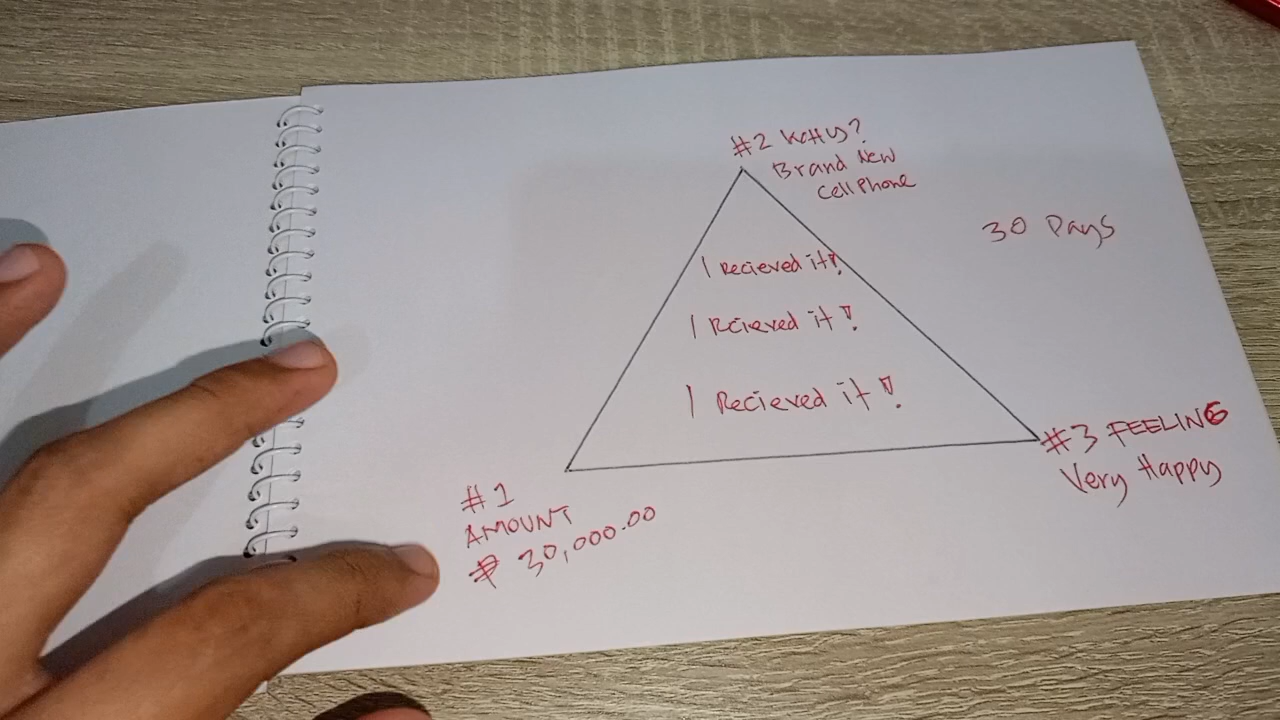 #2 WHY?
Brand New
CellPhone
30 Days
I Recieved it!
I Rcieved it!
I Recieved it!
#3 FEELING
Very Happy
#1
AMOUNT
₱ 30,000.00